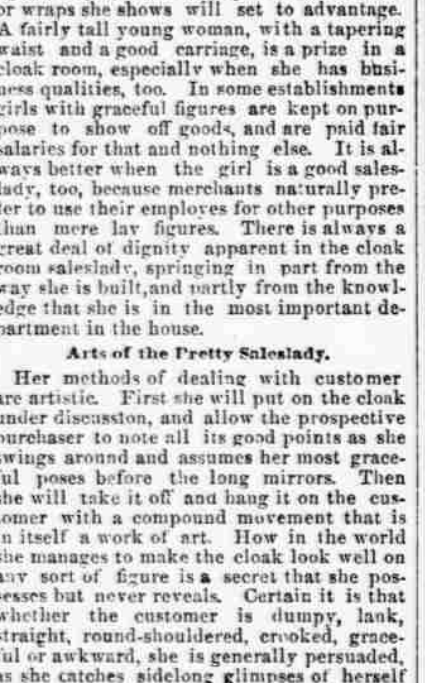 or wraps she shows will set to advantage.
A fairly tall young woman, with a tapering
waist and a good carriage, is a prize in a
cloak room, especially when she has busi-
ness qualities, too. In some establishments
girls with graceful figures are kept on pur-
pose to show off goods, and are paid fair
salaries for that and nothing else. It is al-
ways better when the girl is a good sales-
lady, too, because merchants naturally pre-
fer to use their employes for other purposes
than mere lay figures. There is always a
great deal of dignity apparent in the cloak
room saleslady, springing in part from the
way she is built,and partly from the knowl-
edge that she is in the most important de-
partment in the house.
Arts of the Pretty Saleslady.
Her methods of dealing with customer
are artistic. First she will put on the cloak
under discussion, and allow the prospective
purchaser to note all its good points as she
swings around and assumes her most grace-
ful poses before the long mirrors. Then
she will take it off and hang it on the cus-
tomer with a compound movement that is
in itself a work of art. How in the world
she manages to make the cloak look well on
any sort of figure is a secret that she pos-
sesses but never reveals. Certain it is that
whether the customer is dumpy, lank,
straight, round-shouldered, crooked, grace-
ful or awkward, she is generally persuaded,
as she catches sidelong glimpses of herself